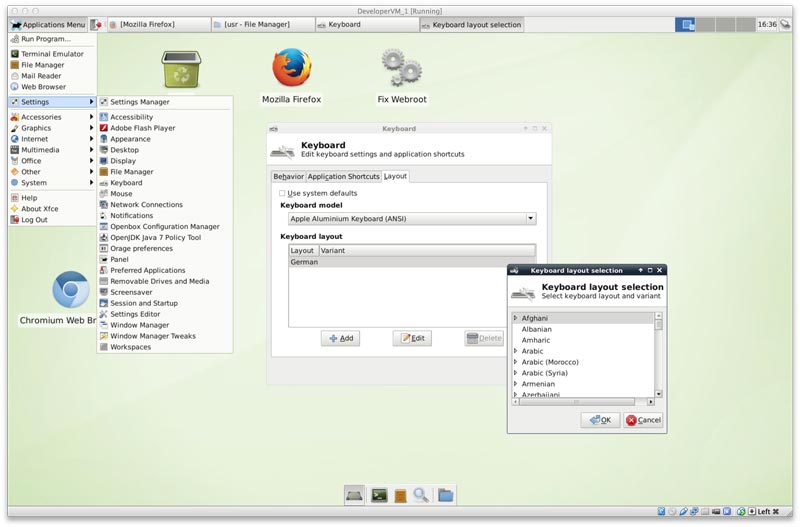 DeveloperVM_1 [Running]
Applications Menu
[Mozilla Firefox]
[usr - File Manager]
Keyboard
Keyboard layout selection
16:36
Run Program...
Terminal Emulator
File Manager
Mail Reader
Web Browser
Settings
Accessories
Graphics
Internet
Multimedia
Office
Other
System
Help
About Xfce
Log Out
Settings Manager
Accessibility
Adobe Flash Player
Appearance
Desktop
Display
File Manager
Keyboard
Mouse
Network Connections
Notifications
Openbox Configuration Manager
OpenJDK Java 7 Policy Tool
Orage preferences
Panel
Preferred Applications
Removable Drives and Media
Screensaver
Session and Startup
Settings Editor
Window Manager
Window Manager Tweaks
Workspaces
Mozilla Firefox
Fix Webroot
Chromium Web Br
Keyboard
Keyboard
Edit keyboard settings and application shortcuts
Behavior
Application Shortcuts
Layout
Use system defaults
Keyboard model
Apple Aluminium Keyboard (ANSI)
Keyboard layout
Layout
Variant
German
Add
Edit
Delete
Keyboard layout selection
Keyboard layout selection
Select keyboard layout and variant
Afghani
Albanian
Amharic
Arabic
Arabic (Morocco)
Arabic (Syria)
Armenian
Azerbaijani
OK
Cancel
Left ⌘